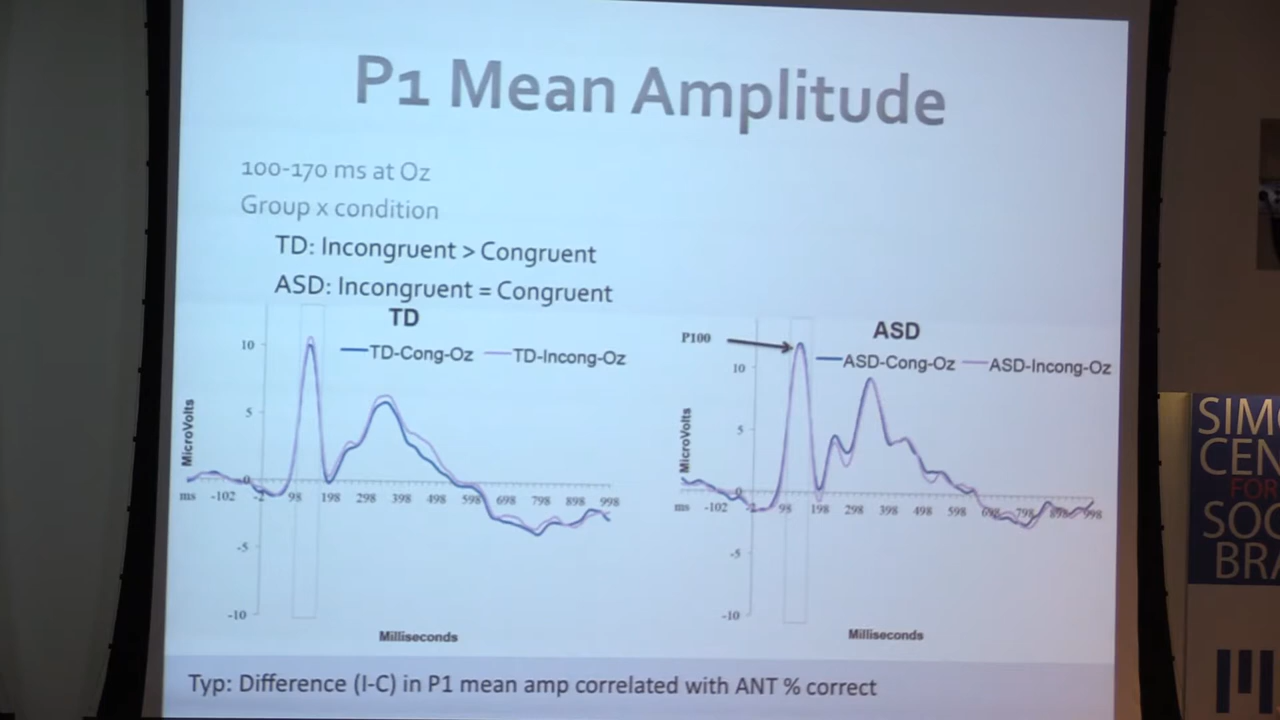 P1 Mean Amplitude
100-170 ms at Oz
Group x condition
TD: Incongruent > Congruent
ASD: Incongruent = Congruent
TD
TD-Cong-Oz TD-Incong-Oz
10
5
0
-5
-10
MicroVolts
ms -102 -2 98 198 298 398 498 598 698 798 898 998
Milliseconds
P100
ASD
ASD-Cong-Oz ASD-Incong-Oz
10
5
0
-5
-10
MicroVolts
ms -102 -2 98 198 298 398 498 598 698 798 898 998
Milliseconds
Typ: Difference (I-C) in P1 mean amp correlated with ANT % correct
SIM
CEN
FOR
SOC
BRA